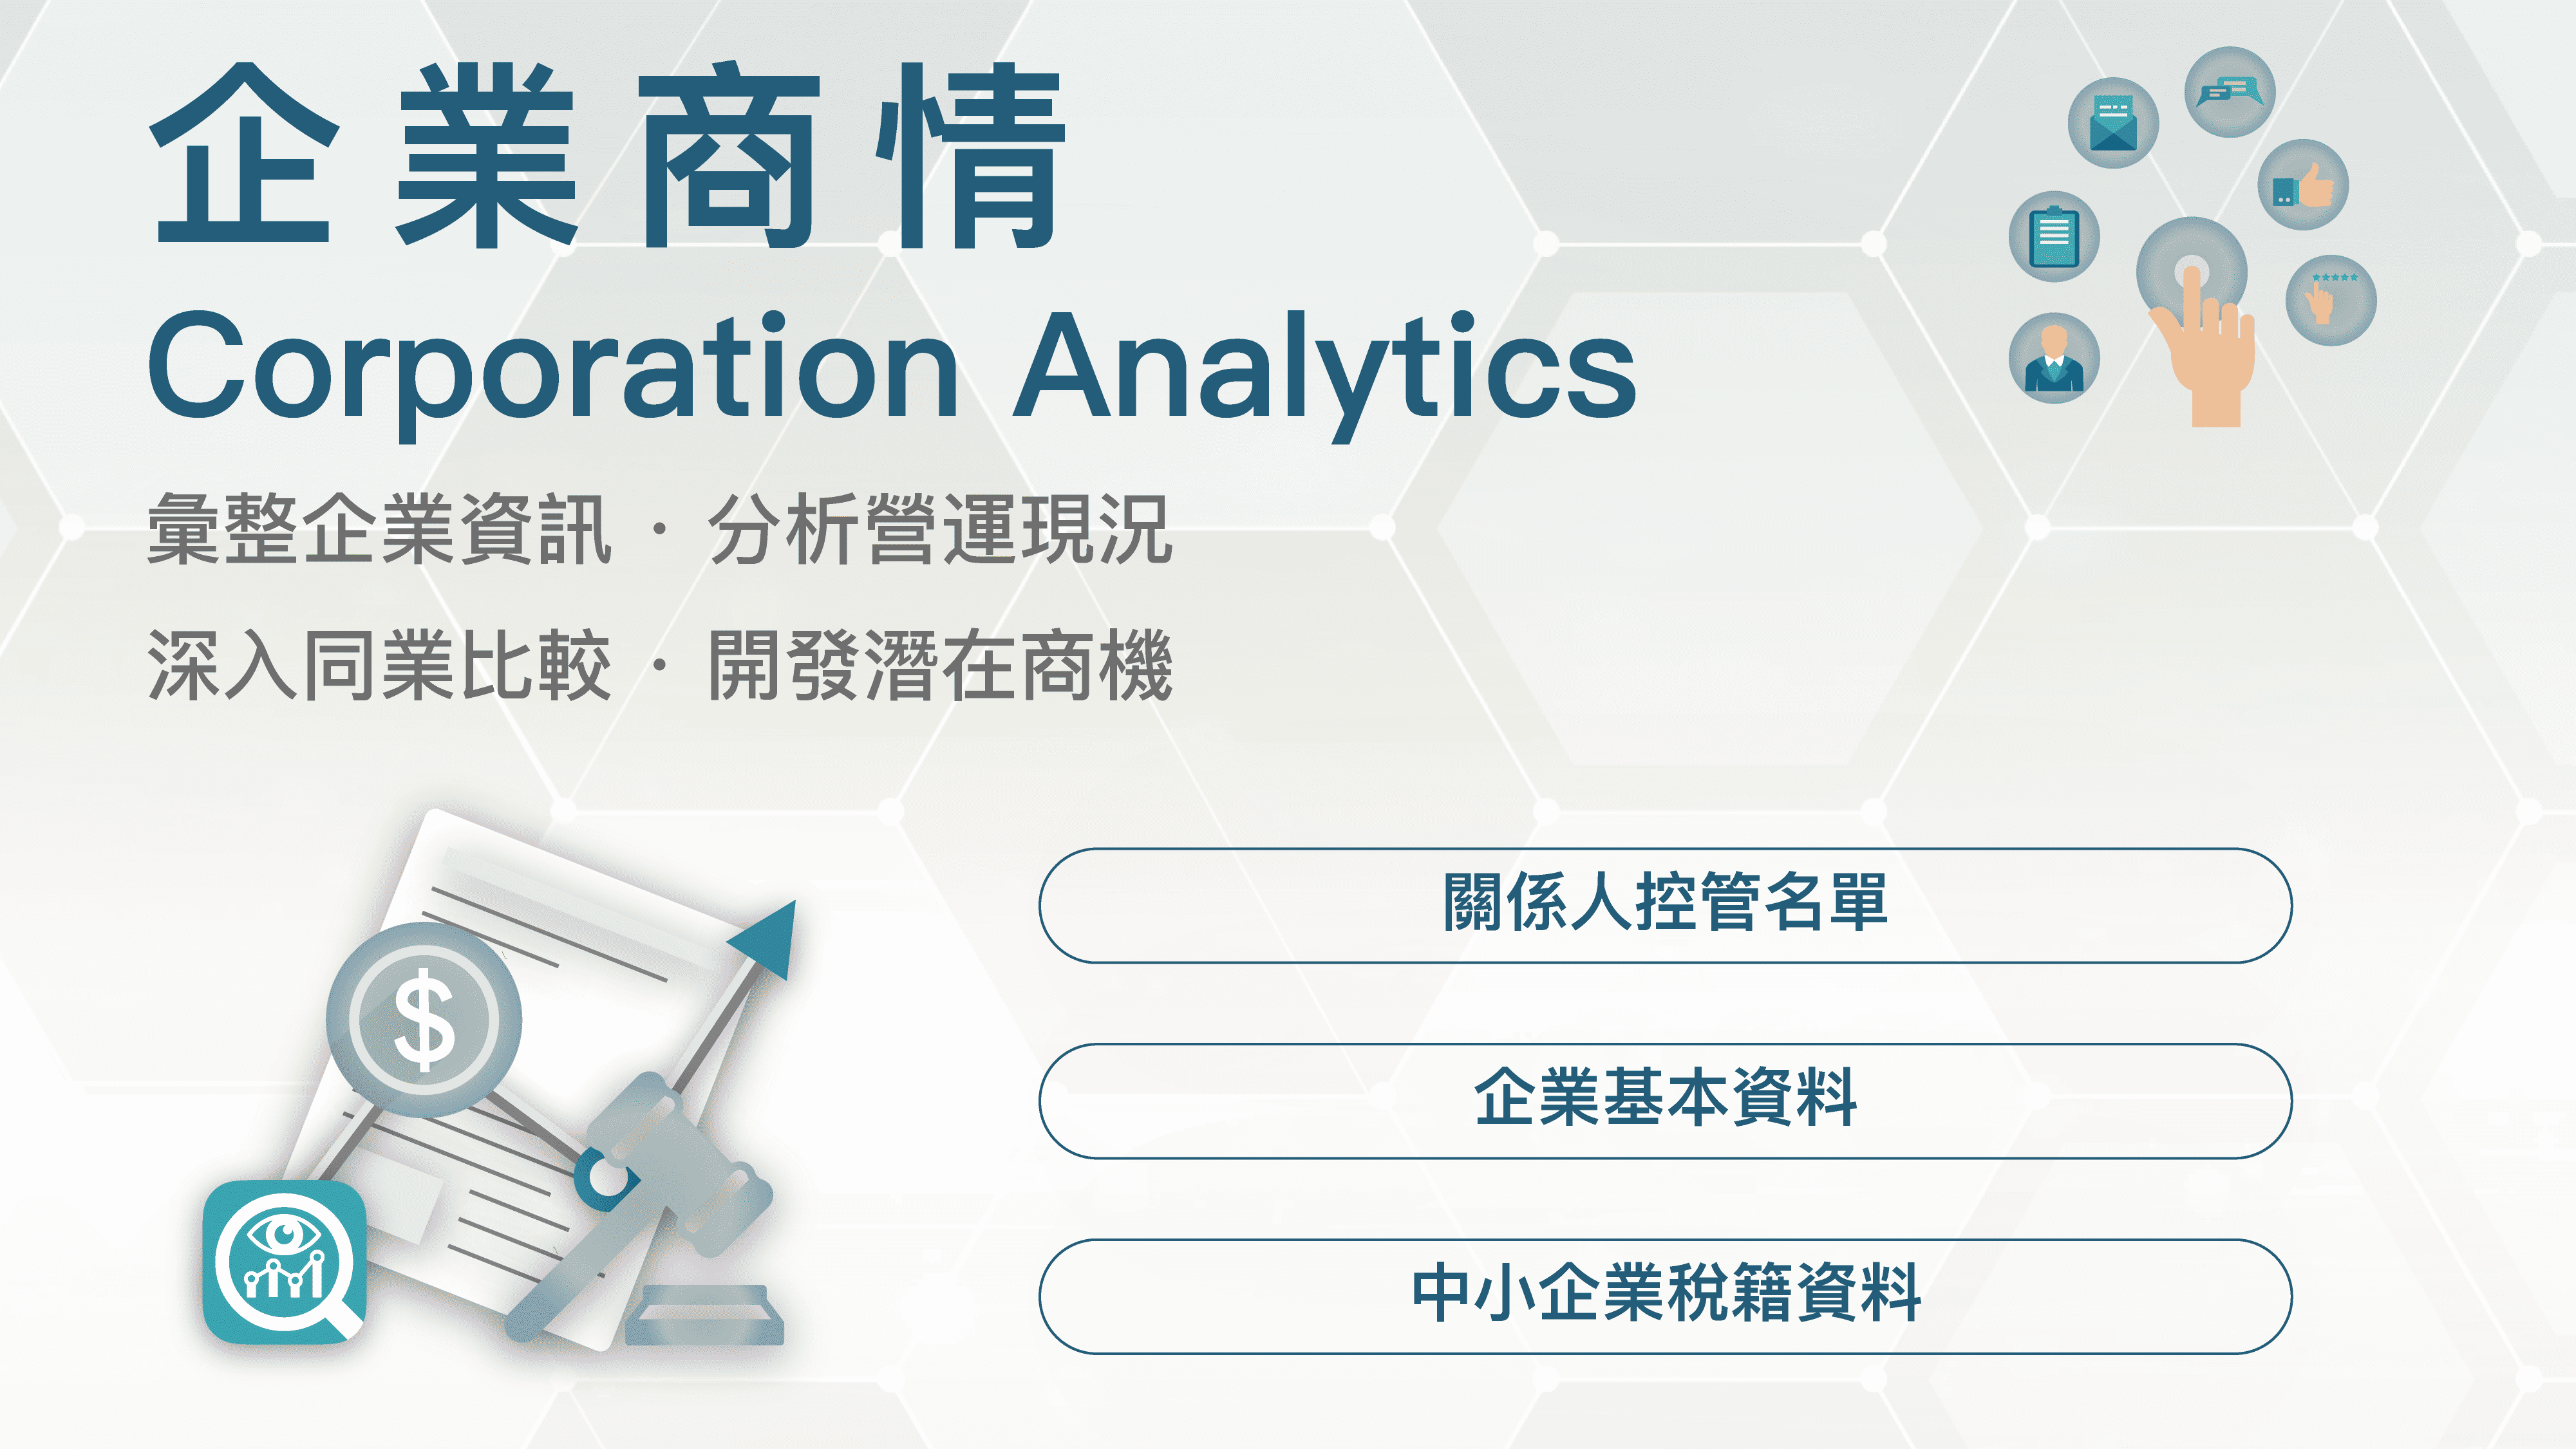 企業商情
Corporation Analytics
彙整企業資訊 · 分析營運現況
深入同業比較 · 開發潛在商機
$
關係人控管名單
企業基本資料
中小企業稅籍資料